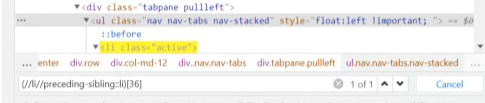 ▼<div class="tabpane pullleft">
··· ▼<ul class="nav nav-tabs nav-stacked" style="float:left !important; "> == $0
::before
▼<li class="active">
... enter div.row div.col-md-12 div..nav.nav-tabs div.tabpane.pullleft ul.nav.nav-tabs.nav-stacked ...
(//li//preceding-sibling::li)[36] 1 of 1 Cancel